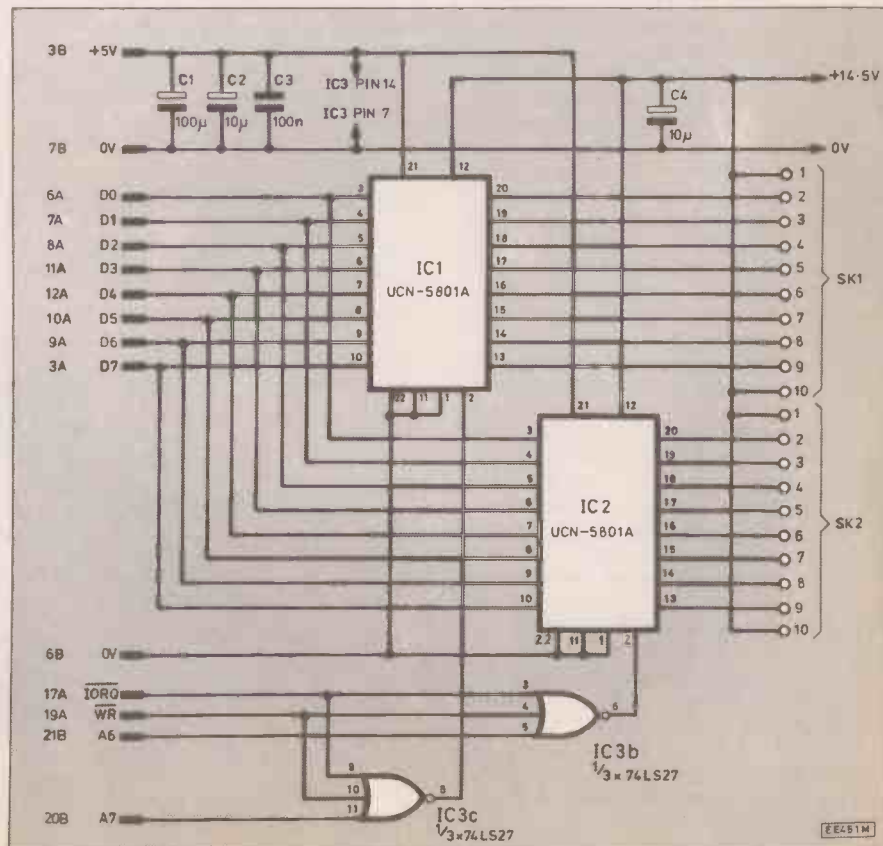 3B +5V
C1
100µ
C2
10µ
C3
100n
IC3 PIN 14
IC3 PIN 7
C4
10µ
+14·5V
0V
7B 0V
21 12
6A D0 3 20
7A D1 4 19
8A D2 5 18
11A D3 6 17
12A D4 7 16
10A D5 8 15
9A D6 9 14
3A D7 10 13
IC1
UCN-5801A
22 11 1 2
1
2
3
4
5
6
7
8
9
10
SK1
21 12
3 20
4 19
5 18
6 17
7 16
8 15
9 14
10 13
IC2
UCN-5801A
22 11 1 2
1
2
3
4
5
6
7
8
9
10
SK2
6B 0V
17A IORQ 3
19A WR 4 6
21B A6 5
IC3b
1/3 x 74LS27
9
10 8
11
20B A7
IC3c
1/3x74LS27
EE451M